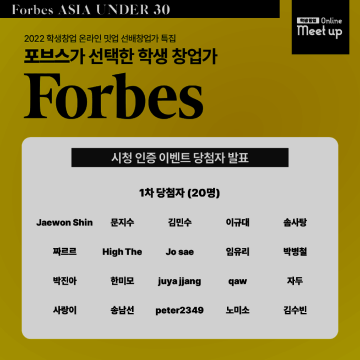 Forbes ASIA UNDER 30
학생창업 Online
Meet up
2022 학생창업 온라인 밋업 선배창업가 특집
포브스가 선택한 학생 창업가
Forbes
시청 인증 이벤트 당첨자 발표
1차 당첨자 (20명)
Jaewon Shin 문지수 김민수 이규대 솜사탕
짜르르 High The Jo sae 임유리 박병철
박진아 한미모 juya jjang qaw 자두
사랑이 송남선 peter2349 노미소 김수빈